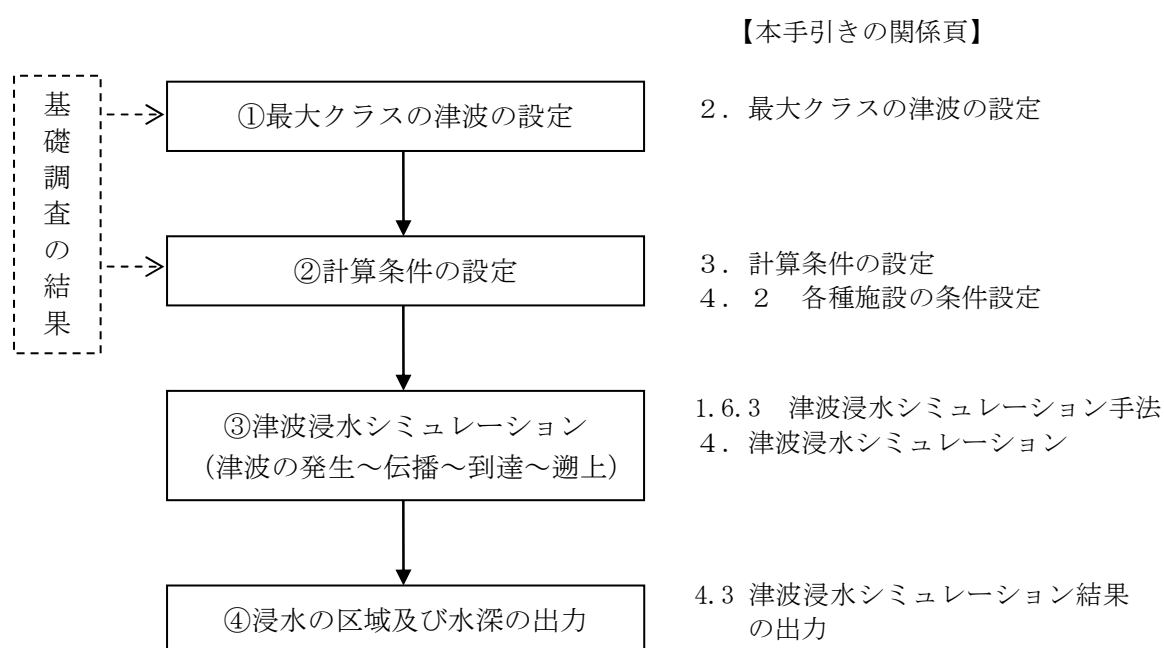 【本手引きの関係頁】
基礎調査の結果
①最大クラスの津波の設定
２．最大クラスの津波の設定
②計算条件の設定
３．計算条件の設定
４．２　各種施設の条件設定
③津波浸水シミュレーション
（津波の発生～伝播～到達～遡上）
1.6.3　津波浸水シミュレーション手法
４．津波浸水シミュレーション
④浸水の区域及び水深の出力
4.3 津波浸水シミュレーション結果
の出力